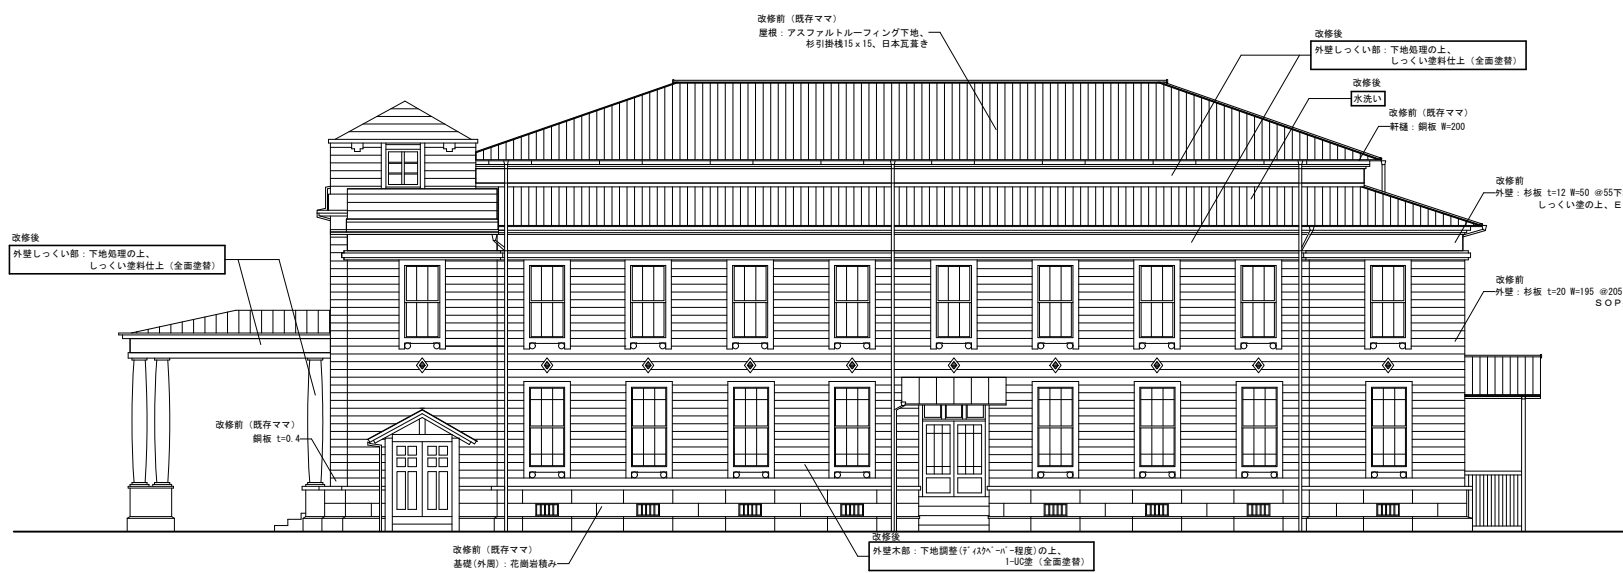 改修前(既存ママ)
屋根:アスファルトルーフィング下地、
杉引掛桟15x15、日本瓦葺き
改修後
外壁しっくい部:下地処理の上、
しっくい塗料仕上(全面塗替)
改修後
水洗い
改修前(既存ママ)
軒樋:銅板 W=200
改修前
外壁:杉板 t=12 W=50 @55下
しっくい塗の上、E
改修後
外壁しっくい部:下地処理の上、
しっくい塗料仕上(全面塗替)
改修前
外壁:杉板 t=20 W=195 @205
SOP
改修前(既存ママ)
銅板 t=0.4
改修前(既存ママ)
基礎(外周):花崗岩積み
改修後
外壁木部:下地調整(ディスクペーパー程度)の上、
1-UC塗(全面塗替)